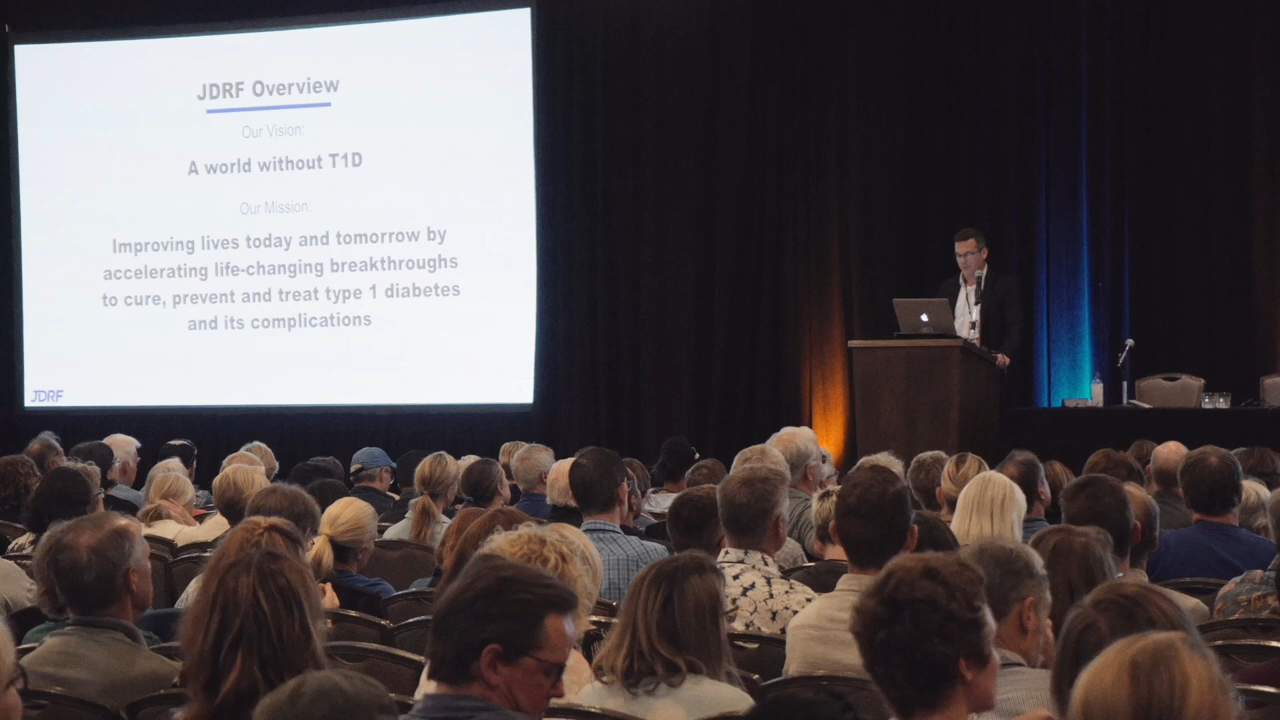 JDRF Overview
Our Vision:
A world without T1D
Our Mission:
Improving lives today and tomorrow by
accelerating life-changing breakthroughs
to cure, prevent and treat type 1 diabetes
and its complications
JDRF